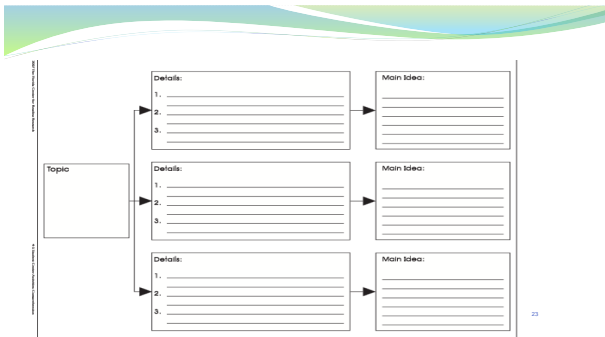 Details:
1.
2.
3.
Main Idea:
Topic
Details:
1.
2.
3.
Main Idea:
Details:
1.
2.
3.
Main Idea:
23